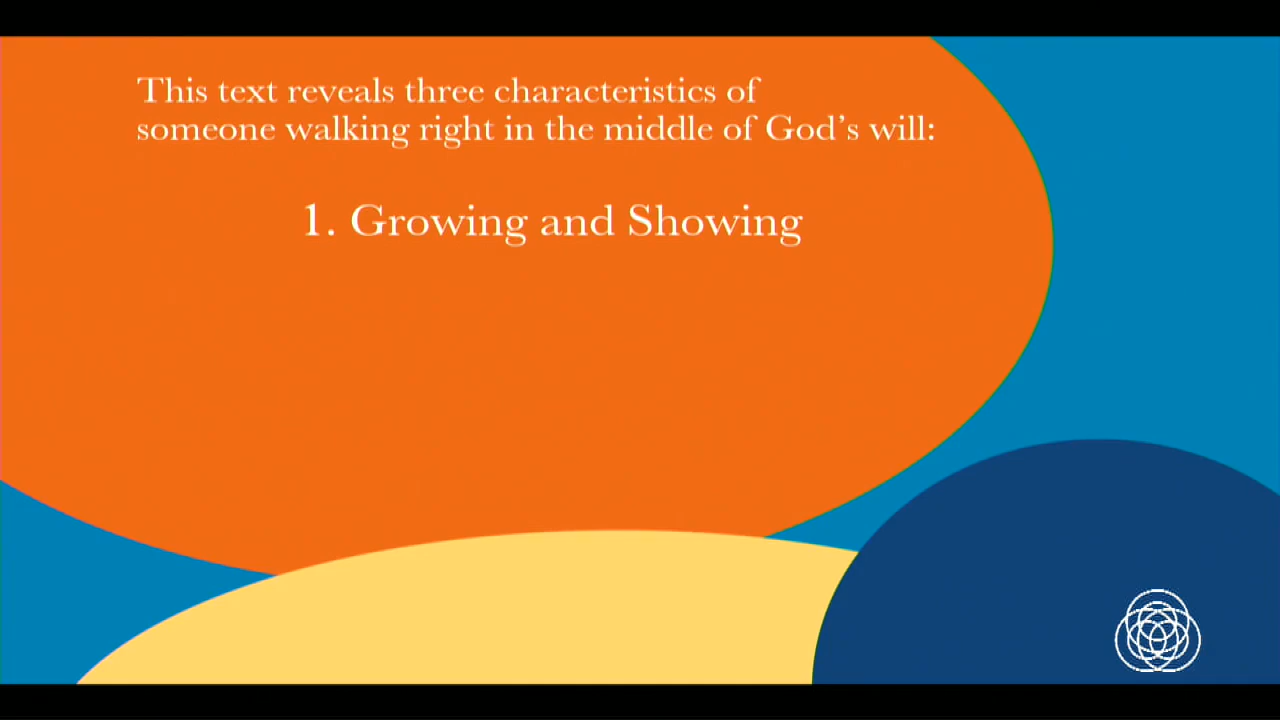 This text reveals three characteristics of
someone walking right in the middle of God’s will:
1. Growing and Showing